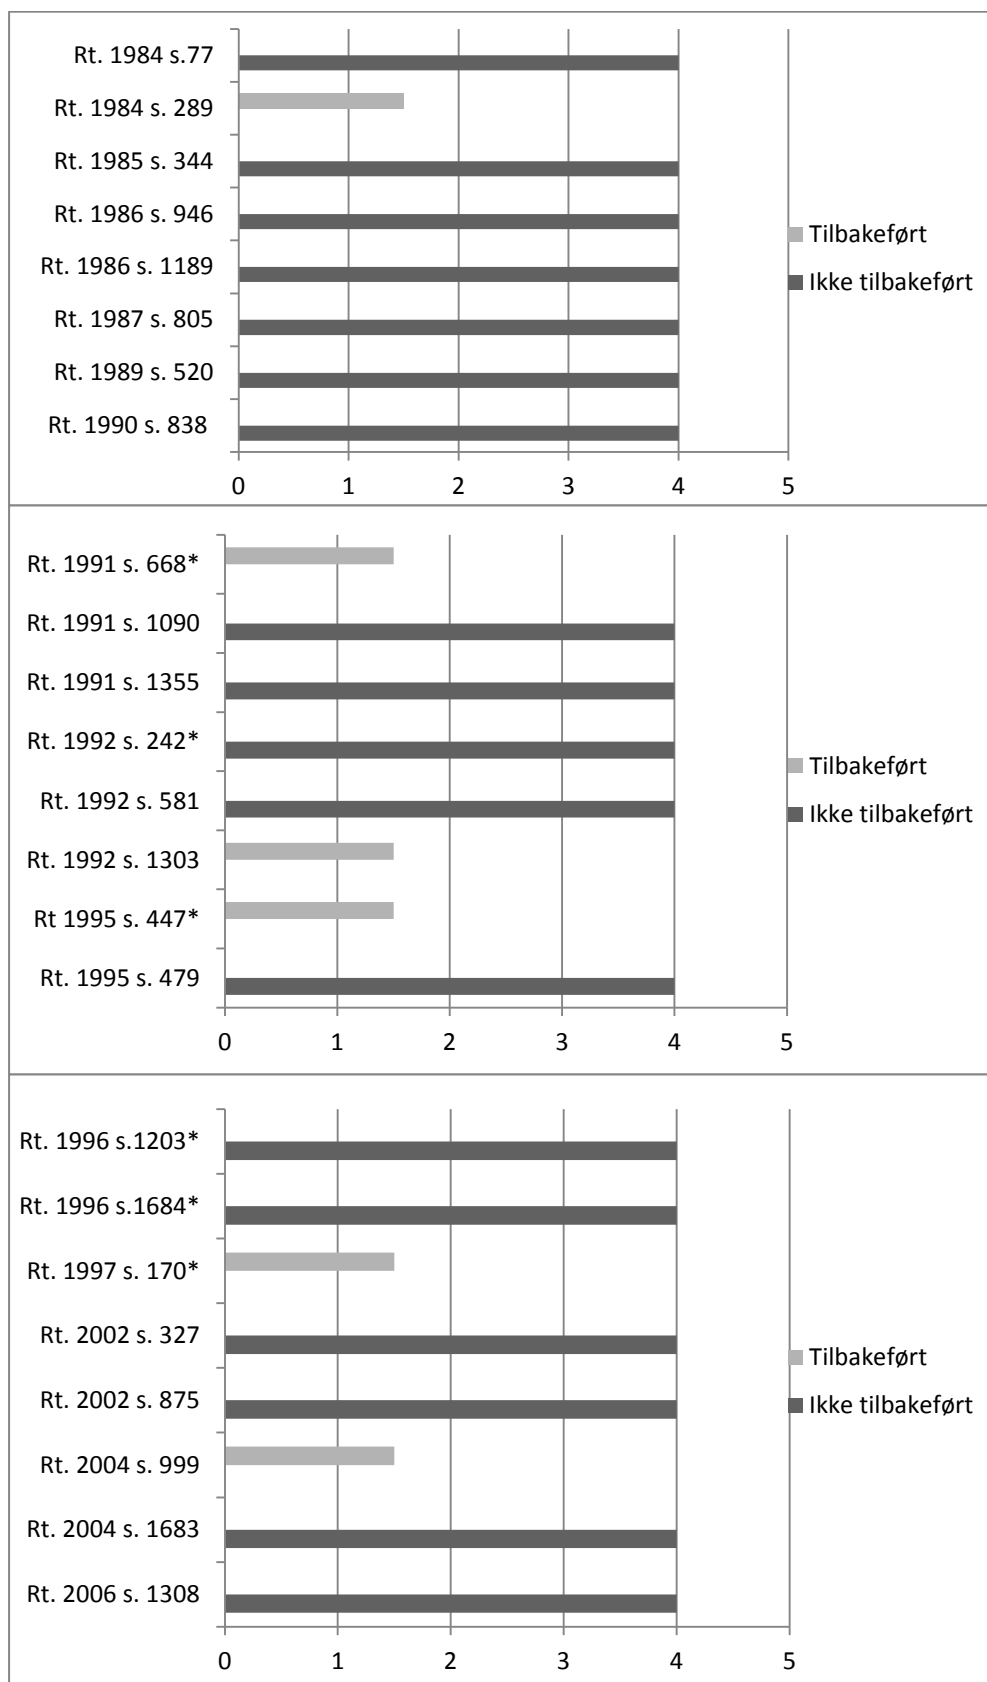 Rt. 1984 s.77
Rt. 1984 s. 289
Rt. 1985 s. 344
Rt. 1986 s. 946
Rt. 1986 s. 1189
Rt. 1987 s. 805
Rt. 1989 s. 520
Rt. 1990 s. 838
0 1 2 3 4 5
Tilbakeført
Ikke tilbakeført
Rt. 1991 s. 668*
Rt. 1991 s. 1090
Rt. 1991 s. 1355
Rt. 1992 s. 242*
Rt. 1992 s. 581
Rt. 1992 s. 1303
Rt 1995 s. 447*
Rt. 1995 s. 479
0 1 2 3 4 5
Tilbakeført
Ikke tilbakeført
Rt. 1996 s.1203*
Rt. 1996 s.1684*
Rt. 1997 s. 170*
Rt. 2002 s. 327
Rt. 2002 s. 875
Rt. 2004 s. 999
Rt. 2004 s. 1683
Rt. 2006 s. 1308
0 1 2 3 4 5
Tilbakeført
Ikke tilbakeført